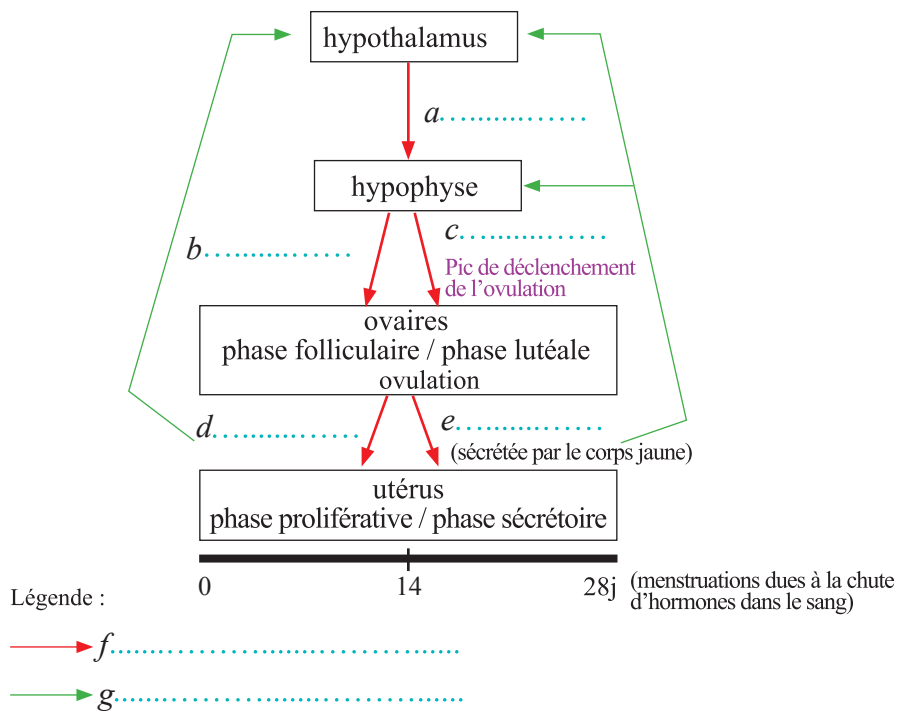 hypothalamus
a....................
hypophyse
b....................
c....................
Pic de déclenchement
de l’ovulation
ovaires
phase folliculaire / phase lutéale
ovulation
d....................
e....................
(sécrétée par le corps jaune)
utérus
phase proliférative / phase sécrétoire
0 14 28j
(menstruations dues à la chute
d’hormones dans le sang)
Légende :
f..................................................
g..................................................